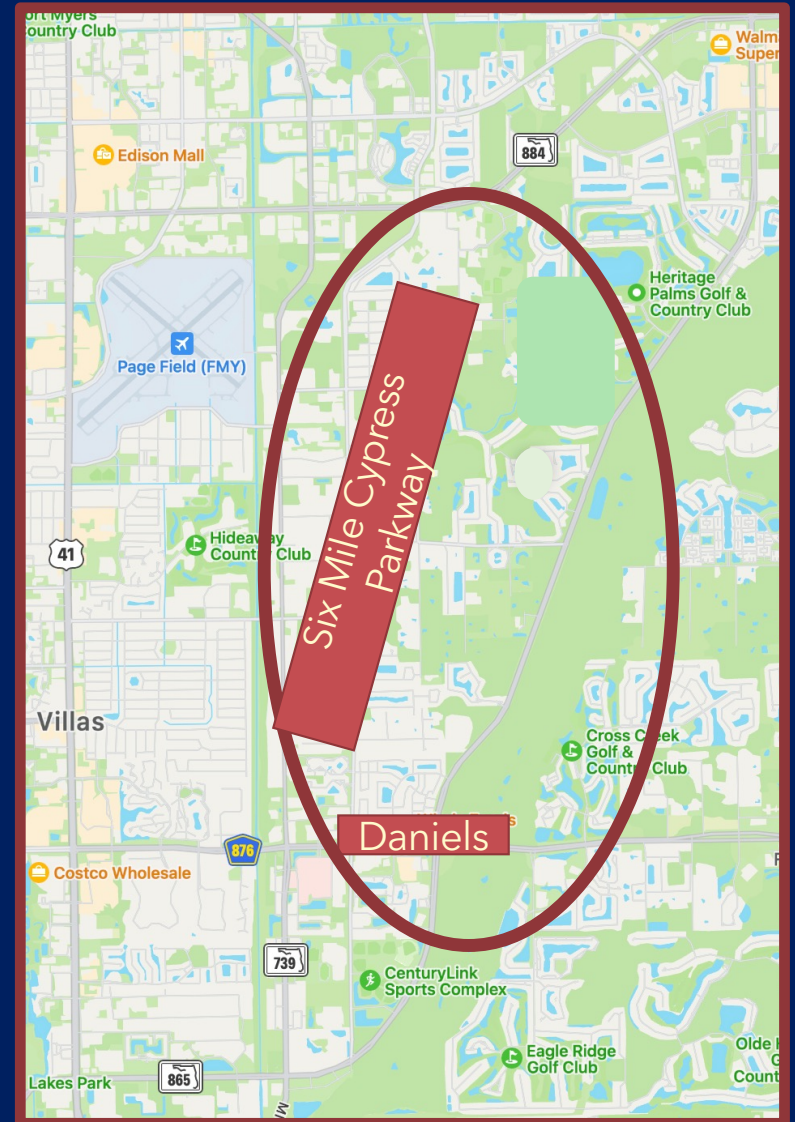 ort Myers
ountry Club
Walm
Super
Edison Mall
884
Heritage
Palms Golf &
Country Club
Page Field (FMY)
Six Mile Cypress
Parkway
41
Hideaway
Country Club
Villas
Cross Creek
Golf &
Country Club
Daniels
s
876
Costco Wholesale
739
CenturyLink
Sports Complex
Eagle Ridge
Golf Club
Olde
Count
Lakes Park
865